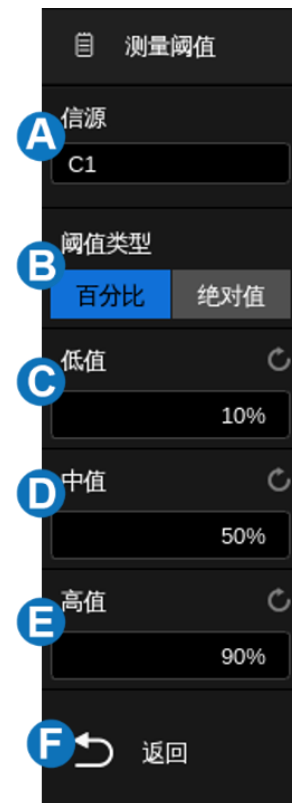 测量阈值
A 信源
C1
B 阈值类型
百分比 绝对值
C 低值
10%
D 中值
50%
E 高值
90%
F 返回